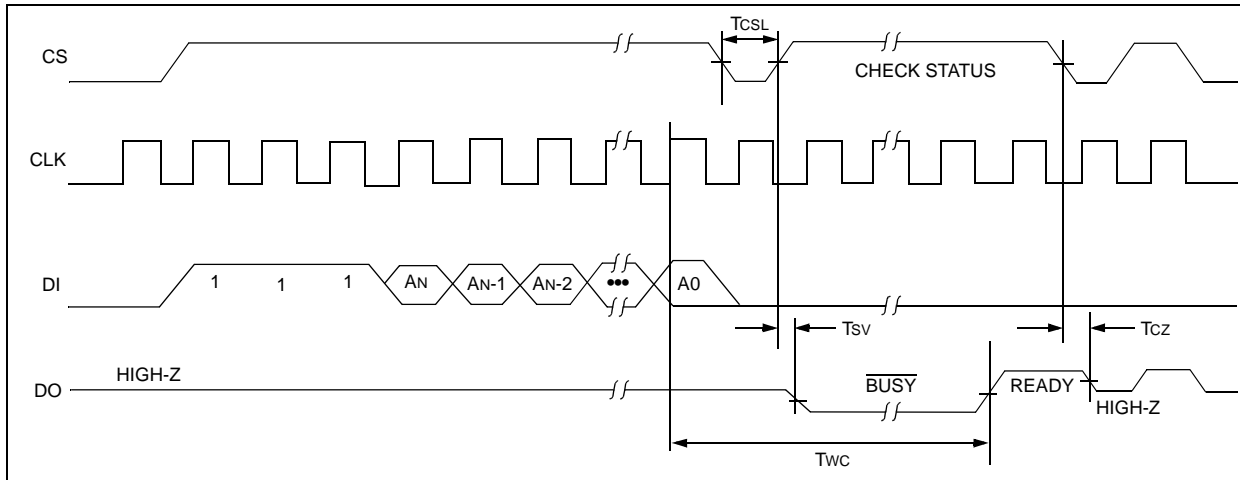 TCSL
CS
CHECK STATUS
CLK
DI
1 1 1 AN AN-1 AN-2 ••• A0
TSV
TCZ
DO
HIGH-Z
BUSY
READY
HIGH-Z
TWC